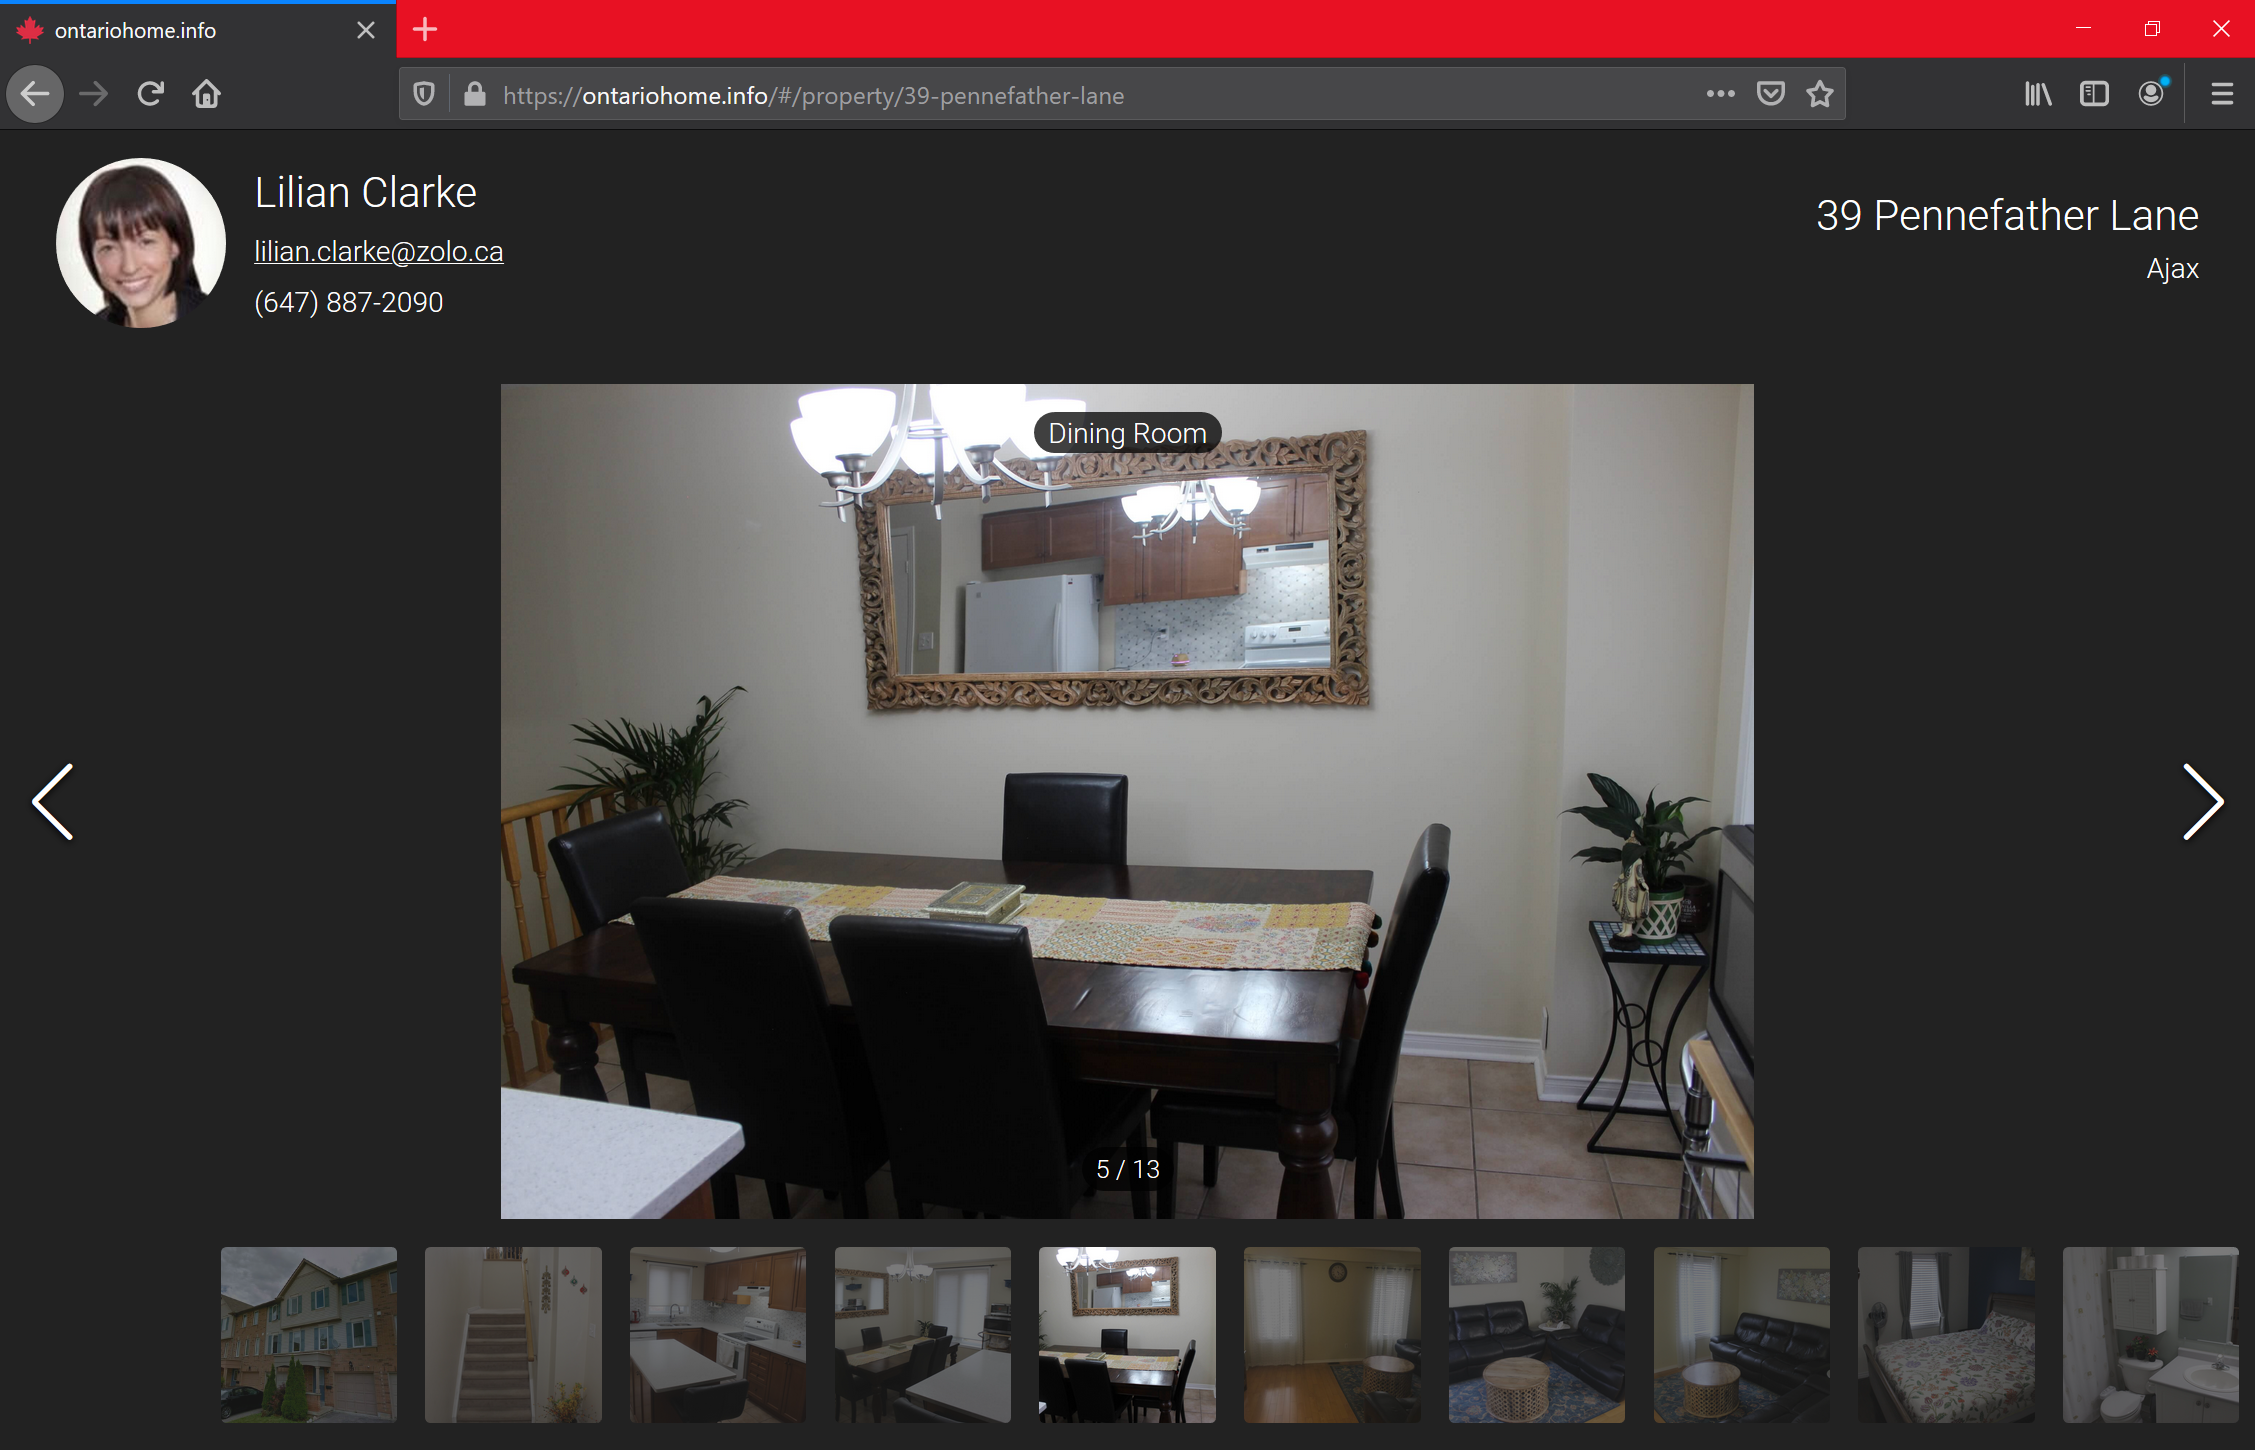 ontariohome.info
https://ontariohome.info/#/property/39-pennefather-lane
Lilian Clarke
lilian.clarke@zolo.ca
(647) 887-2090
39 Pennefather Lane
Ajax
Dining Room
5 / 13